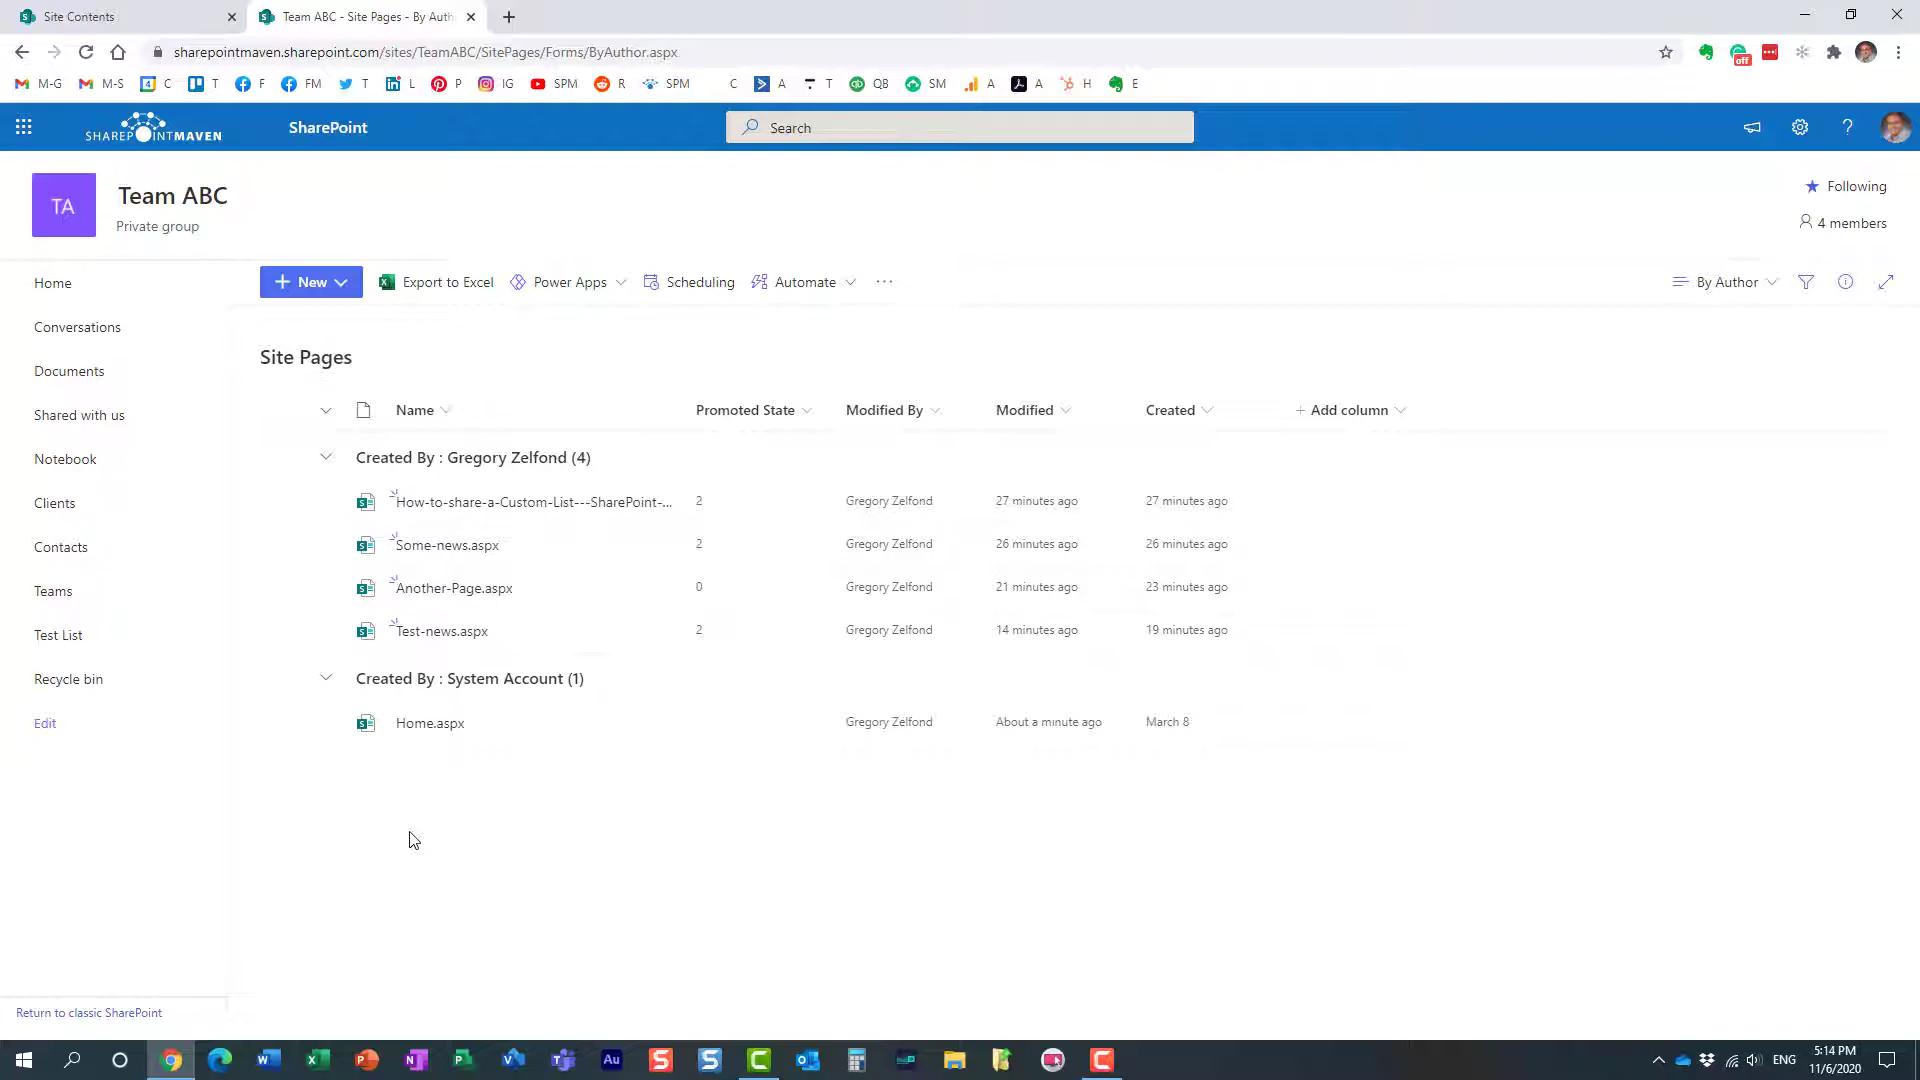 Site Contents
Team ABC - Site Pages - By Auth
sharepointmaven.sharepoint.com/sites/TeamABC/SitePages/Forms/ByAuthor.aspx
off
M-G M-S 4 C T F FM T L P IG SPM R SPM C A T QB SM A A H E
SHAREPOINTMAVEN SharePoint Search ?
TA Team ABC
Private group
Following
4 members
Home
Conversations
Documents
Shared with us
Notebook
Clients
Contacts
Teams
Test List
Recycle bin
Edit
Return to classic SharePoint
+ New Export to Excel Power Apps Scheduling Automate ... By Author
Site Pages
Name Promoted State Modified By Modified Created + Add column
Created By : Gregory Zelfond (4)
How-to-share-a-Custom-List---SharePoint-... 2 Gregory Zelfond 27 minutes ago 27 minutes ago
Some-news.aspx 2 Gregory Zelfond 26 minutes ago 26 minutes ago
Another-Page.aspx 0 Gregory Zelfond 21 minutes ago 23 minutes ago
Test-news.aspx 2 Gregory Zelfond 14 minutes ago 19 minutes ago
Created By : System Account (1)
Home.aspx Gregory Zelfond About a minute ago March 8
Au
ENG
5:14 PM
11/6/2020